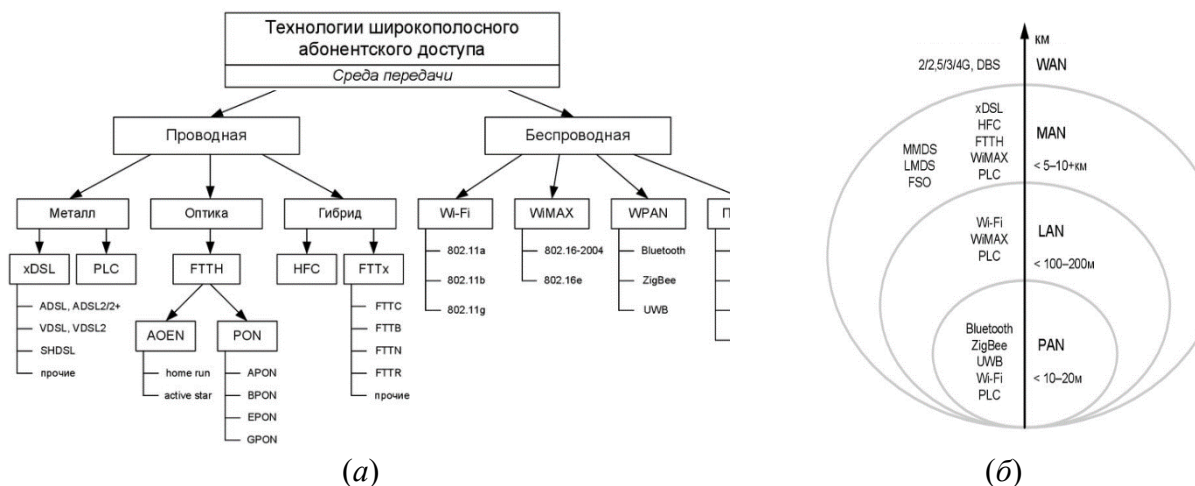 Технологии широкополосного
абонентского доступа
Среда передачи
Проводная
Беспроводная
Металл
Оптика
Гибрид
Wi-Fi
WiMAX
WPAN
xDSL
PLC
FTTH
HFC
FTTx
802.11a
802.11b
802.11g
802.16-2004
802.16e
Bluetooth
ZigBee
UWB
ADSL, ADSL2/2+
VDSL, VDSL2
SHDSL
прочие
AOEN
PON
home run
active star
APON
BPON
EPON
GPON
FTTC
FTTB
FTTN
FTTR
прочие
(а)
км
2/2,5/3/4G, DBS
WAN
xDSL
HFC
FTTH
WiMAX
PLC
MMDS
LMDS
FSO
MAN
< 5–10+км
Wi-Fi
WiMAX
PLC
LAN
< 100–200м
Bluetooth
ZigBee
UWB
Wi-Fi
PLC
PAN
< 10–20м
(б)